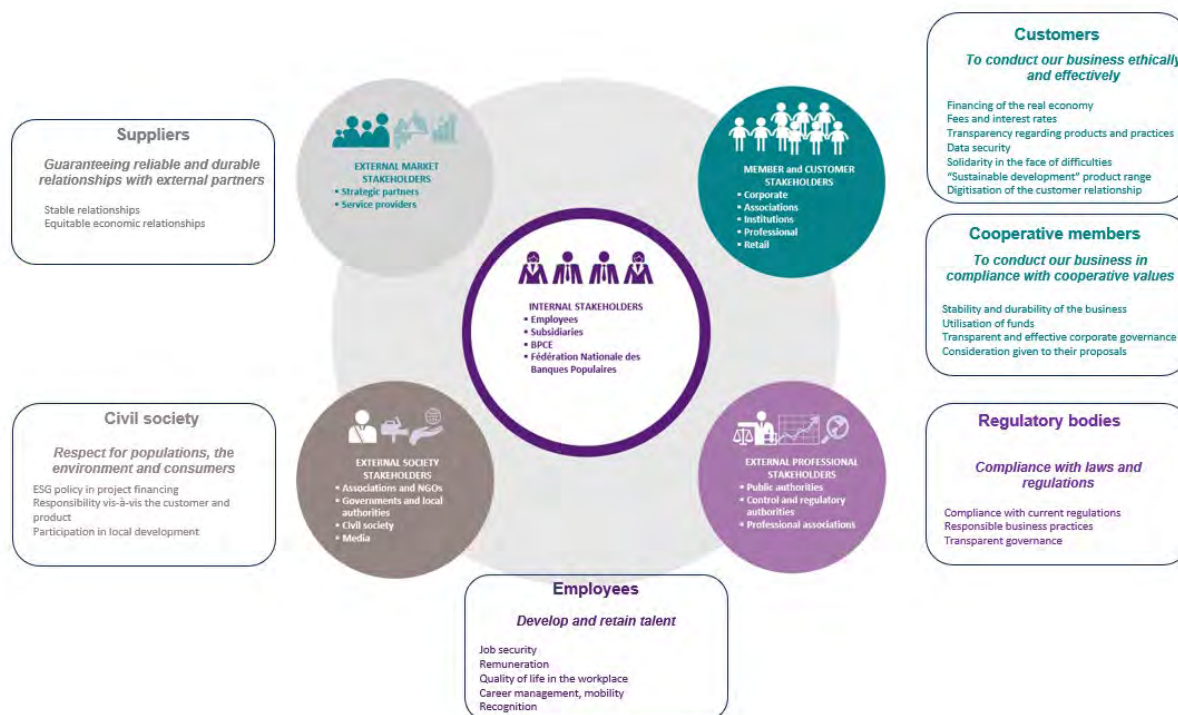 Suppliers
Guaranteeing reliable and durable
relationships with external partners
Stable relationships
Equitable economic relationships
EXTERNAL MARKET
STAKEHOLDERS
▪ Strategic partners
▪ Service providers
MEMBER and CUSTOMER
STAKEHOLDERS
▪ Corporate
▪ Associations
▪ Institutions
▪ Professional
▪ Retail
Customers
To conduct our business ethically
and effectively
Financing of the real economy
Fees and interest rates
Transparency regarding products and practices
Data security
Solidarity in the face of difficulties
“Sustainable development” product range
Digitisation of the customer relationship
Cooperative members
To conduct our business in
compliance with cooperative values
Stability and durability of the business
Utilisation of funds
Transparent and effective corporate governance
Consideration given to their proposals
INTERNAL STAKEHOLDERS
▪ Employees
▪ Subsidiaries
▪ BPCE
▪ Fédération Nationale des
Banques Populaires
Civil society
Respect for populations, the
environment and consumers
ESG policy in project financing
Responsibility vis-à-vis the customer and
product
Participation in local development
EXTERNAL SOCIETY
STAKEHOLDERS
▪ Associations and NGOs
▪ Governments and local
authorities
▪ Civil society
▪ Media
EXTERNAL PROFESSIONAL
STAKEHOLDERS
▪ Public authorities
▪ Control and regulatory
authorities
▪ Professional associations
Regulatory bodies
Compliance with laws and
regulations
Compliance with current regulations
Responsible business practices
Transparent governance
Employees
Develop and retain talent
Job security
Remuneration
Quality of life in the workplace
Career management, mobility
Recognition